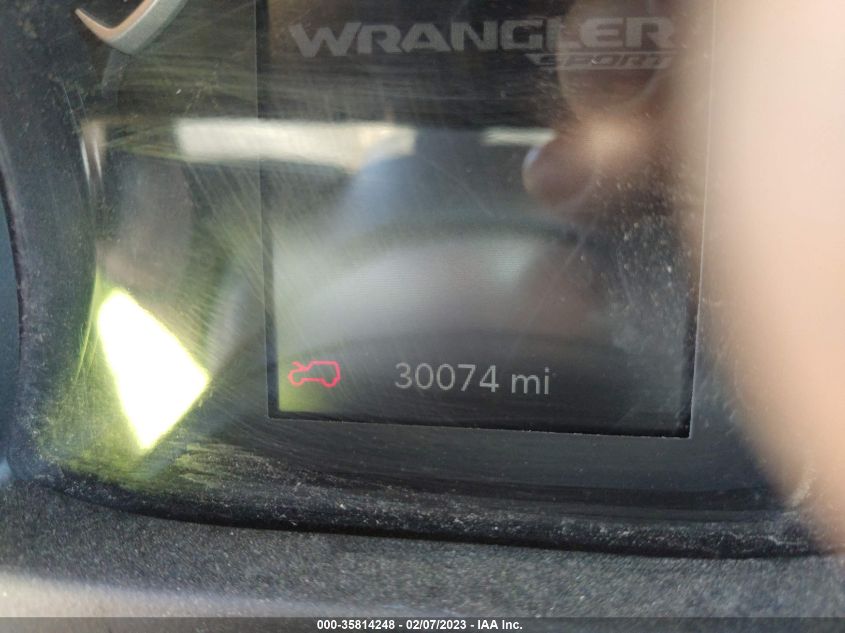 WRANGLER
SPORT
30074 mi
000-35814248 - 02/07/2023 - IAA Inc.